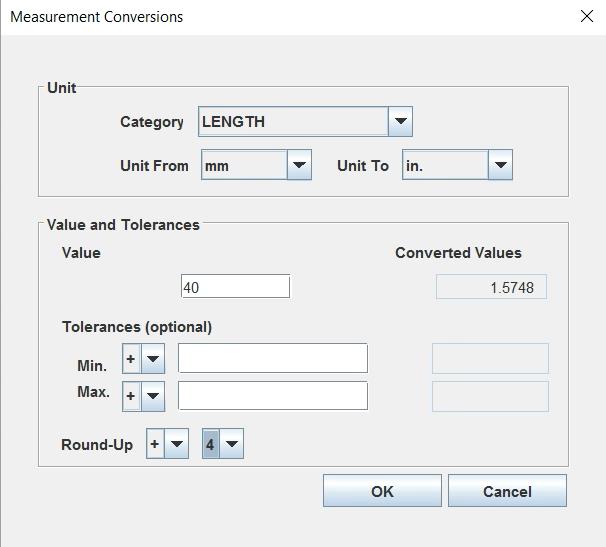 Measurement Conversions
Unit
Category LENGTH
Unit From mm Unit To in.
Value and Tolerances
Value Converted Values
40 1.5748
Tolerances (optional)
Min. +
Max. +
Round-Up + 4
OK Cancel